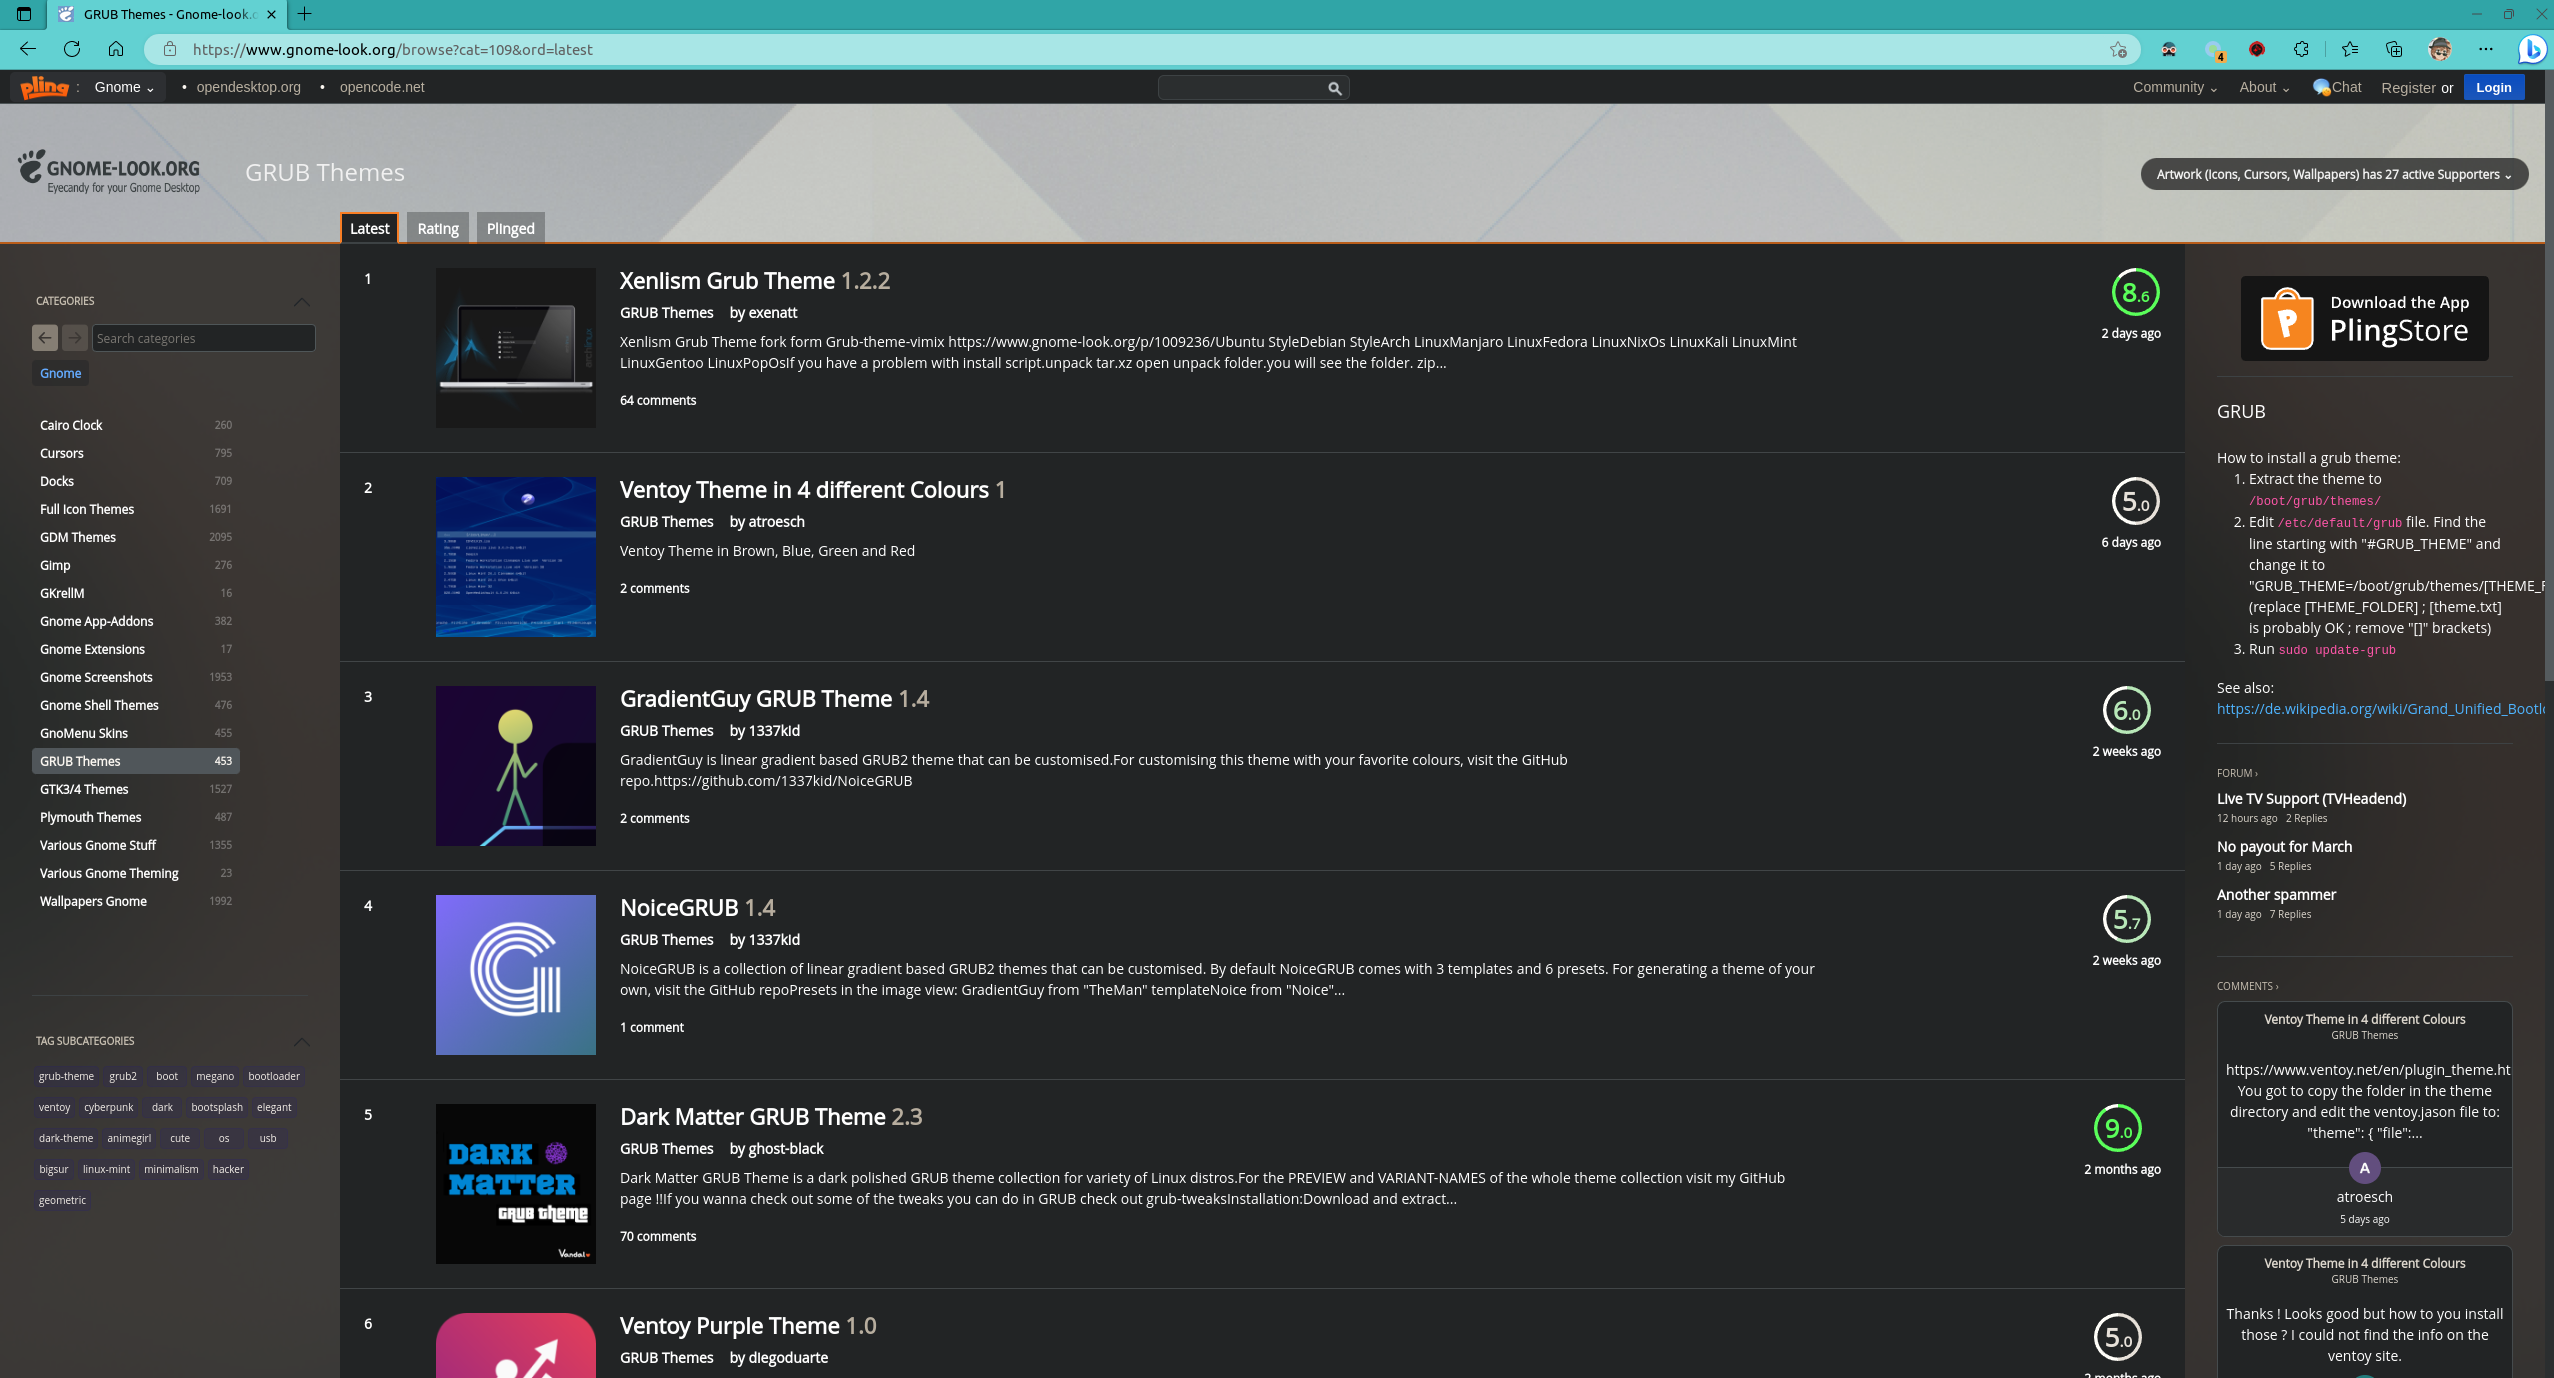 GRUB Themes - Gnome-look.o
https://www.gnome-look.org/browse?cat=109&ord=latest
4
pling : Gnome
• opendesktop.org • opencode.net
Community About Chat Register or Login
GNOME-LOOK.ORG
Eyecandy for your Gnome Desktop
GRUB Themes
Artwork (Icons, Cursors, Wallpapers) has 27 active Supporters
Latest Rating Plinged
CATEGORIES
Search categories
Gnome
Cairo Clock 260
Cursors 795
Docks 709
Full Icon Themes 1691
GDM Themes 2095
Gimp 276
GKrellM 16
Gnome App-Addons 382
Gnome Extensions 17
Gnome Screenshots 1953
Gnome Shell Themes 476
GnoMenu Skins 455
GRUB Themes 453
GTK3/4 Themes 1527
Plymouth Themes 487
Various Gnome Stuff 1355
Various Gnome Theming 23
Wallpapers Gnome 1992
TAG SUBCATEGORIES
grub-theme grub2 boot megano bootloader
ventoy cyberpunk dark bootsplash elegant
dark-theme animegirl cute os usb
bigsur linux-mint minimalism hacker
geometric
1
Xenlism Grub Theme 1.2.2
GRUB Themes by exenatt
Xenlism Grub Theme fork form Grub-theme-vimix https://www.gnome-look.org/p/1009236/Ubuntu StyleDebian StyleArch LinuxManjaro LinuxFedora LinuxNixOs LinuxKali LinuxMint
LinuxGentoo LinuxPopOsIf you have a problem with install script.unpack tar.xz open unpack folder.you will see the folder. zip...
64 comments
8.6
2 days ago
2
Ventoy Theme in 4 different Colours 1
GRUB Themes by atroesch
Ventoy Theme in Brown, Blue, Green and Red
2 comments
5.0
6 days ago
3
GradientGuy GRUB Theme 1.4
GRUB Themes by 1337kid
GradientGuy is linear gradient based GRUB2 theme that can be customised.For customising this theme with your favorite colours, visit the GitHub
repo.https://github.com/1337kid/NoiceGRUB
2 comments
6.0
2 weeks ago
4
NoiceGRUB 1.4
GRUB Themes by 1337kid
NoiceGRUB is a collection of linear gradient based GRUB2 themes that can be customised. By default NoiceGRUB comes with 3 templates and 6 presets. For generating a theme of your
own, visit the GitHub repoPresets in the image view: GradientGuy from "TheMan" templateNoice from "Noice"...
1 comment
5.7
2 weeks ago
5
DARK
MATTER
GRUB THEME
Vandal
Dark Matter GRUB Theme 2.3
GRUB Themes by ghost-black
Dark Matter GRUB Theme is a dark polished GRUB theme collection for variety of Linux distros.For the PREVIEW and VARIANT-NAMES of the whole theme collection visit my GitHub
page !!If you wanna check out some of the tweaks you can do in GRUB check out grub-tweaksInstallation:Download and extract...
70 comments
9.0
2 months ago
6
Ventoy Purple Theme 1.0
GRUB Themes by diegoduarte
5.0
2 months ago
Download the App
PlingStore
GRUB
How to install a grub theme:
1. Extract the theme to
/boot/grub/themes/
2. Edit /etc/default/grub file. Find the
line starting with "#GRUB_THEME" and
change it to
"GRUB_THEME=/boot/grub/themes/[THEME_F
(replace [THEME_FOLDER] ; [theme.txt]
is probably OK ; remove "[]" brackets)
3. Run sudo update-grub
See also:
https://de.wikipedia.org/wiki/Grand_Unified_Bootlo
FORUM ›
Live TV Support (TVHeadend)
12 hours ago 2 Replies
No payout for March
1 day ago 5 Replies
Another spammer
1 day ago 7 Replies
COMMENTS ›
Ventoy Theme in 4 different Colours
GRUB Themes
https://www.ventoy.net/en/plugin_theme.ht
You got to copy the folder in the theme
directory and edit the ventoy.jason file to:
"theme": { "file":...
A
atroesch
5 days ago
Ventoy Theme in 4 different Colours
GRUB Themes
Thanks ! Looks good but how to you install
those ? I could not find the info on the
ventoy site.